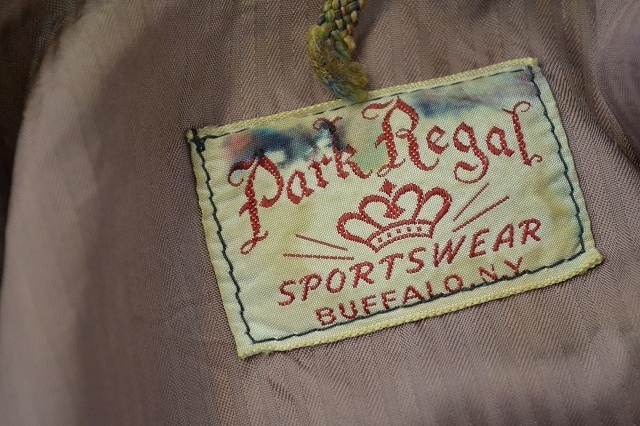 Park Regal
SPORTSWEAR
BUFFALO, N.Y